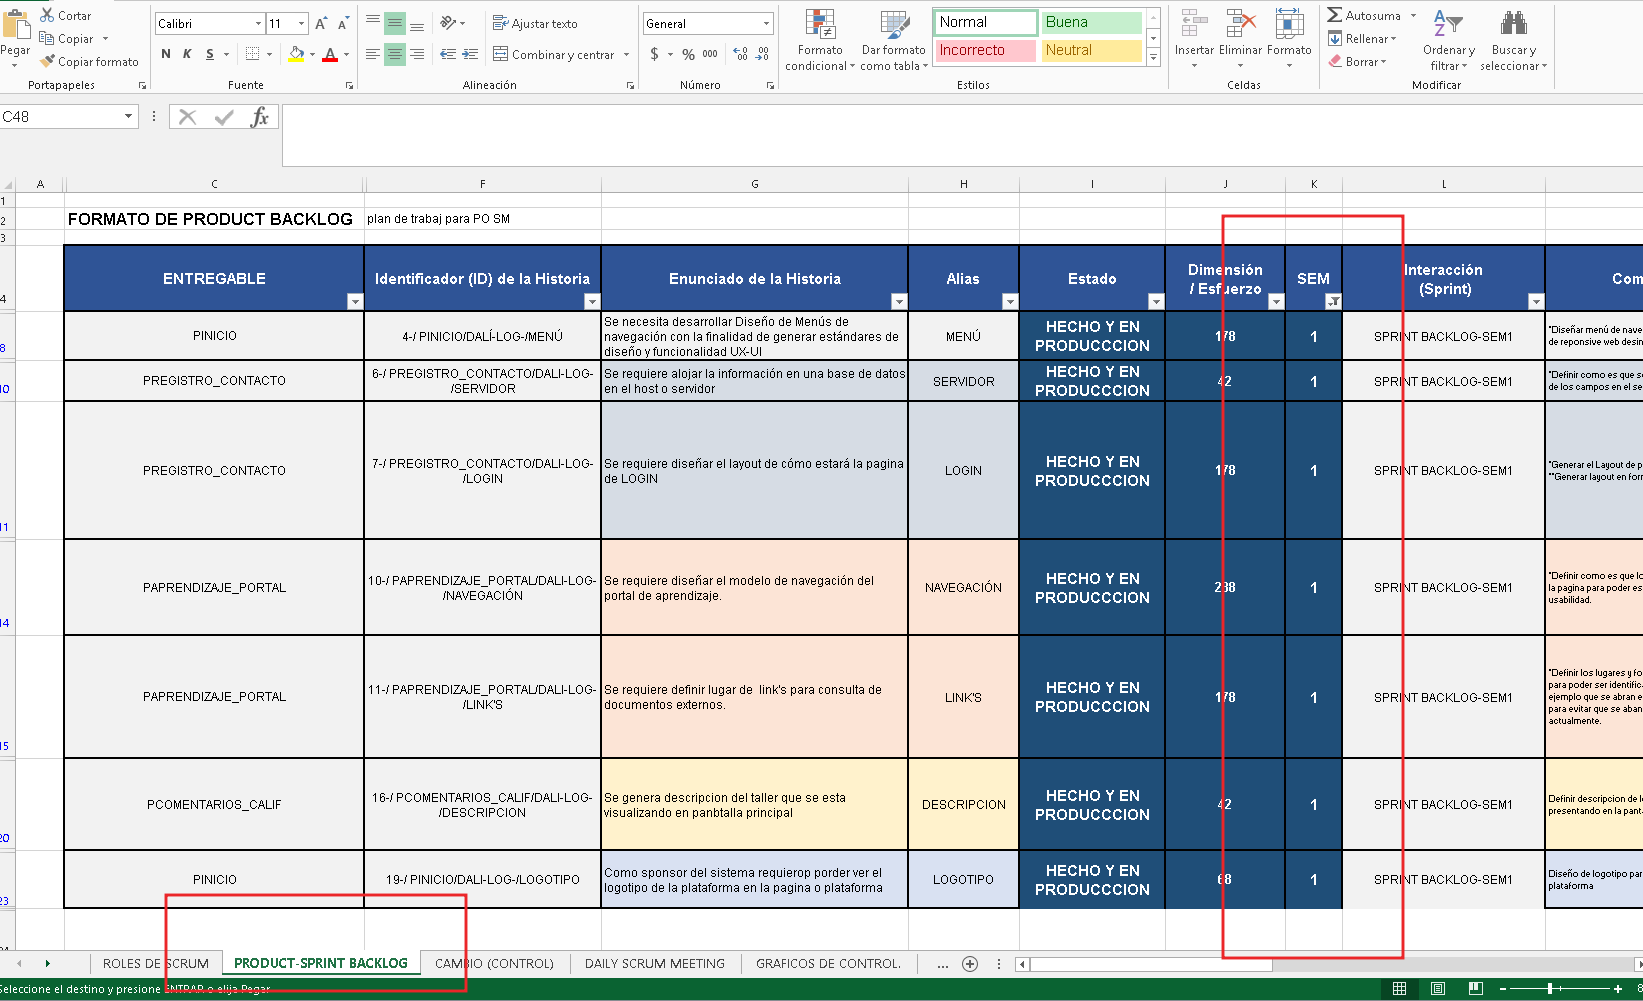 Cortar
Copiar
Copiar formato
Pegar
Portapapeles
Calibri
11
N K S
Fuente
Ajustar texto
Combinar y centrar
Alineación
General
$ % 000
Número
Formato
condicional
Dar formato
como tabla
Normal
Buena
Incorrecto
Neutral
Estilos
Insertar
Eliminar
Formato
Celdas
Autosuma
Rellenar
Borrar
Ordenar y
filtrar
Buscar y
seleccionar
Modificar
C48
fx
A C F G H I J K L
1
2
FORMATO DE PRODUCT BACKLOG
plan de trabaj para PO SM
3
4
ENTREGABLE
Identificador (ID) de la Historia
Enunciado de la Historia
Alias
Estado
Dimensión
/ Esfuerzo
SEM
Interacción
(Sprint)
Com
8
PINICIO
4-/ PINICIO/DALÍ-LOG-/MENÚ
Se necesita desarrollar Diseño de Menús de
navegación con la finalidad de generar estándares de
diseño y funcionalidad UX-UI
MENÚ
HECHO Y EN
PRODUCCCION
178
1
SPRINT BACKLOG-SEM1
"Diseñar menú de nave
de reponsive web desin
10
PREGISTRO_CONTACTO
6-/ PREGISTRO_CONTACTO/DALI-LOG-
/SERVIDOR
Se requiere alojar la información en una base de datos
en el host o servidor
SERVIDOR
HECHO Y EN
PRODUCCCION
42
1
SPRINT BACKLOG-SEM1
"Definir como es que s
de los campos en el se
11
PREGISTRO_CONTACTO
7-/ PREGISTRO_CONTACTO/DALI-LOG-
/LOGIN
Se requiere diseñar el layout de cómo estará la pagina
de LOGIN
LOGIN
HECHO Y EN
PRODUCCCION
178
1
SPRINT BACKLOG-SEM1
"Generar el Layout de p
""Generar layout en forr
14
PAPRENDIZAJE_PORTAL
10-/ PAPRENDIZAJE_PORTAL/DALI-LOG-
/NAVEGACIÓN
Se requiere diseñar el modelo de navegación del
portal de aprendizaje.
NAVEGACIÓN
HECHO Y EN
PRODUCCCION
238
1
SPRINT BACKLOG-SEM1
"Definir como es que lo
la pagina para poder es
usabilidad.
15
PAPRENDIZAJE_PORTAL
11-/ PAPRENDIZAJE_PORTAL/DALI-LOG-
/LINK'S
Se requiere definir lugar de link's para consulta de
documentos externos.
LINK'S
HECHO Y EN
PRODUCCCION
178
1
SPRINT BACKLOG-SEM1
"Definir los lugares y fo
para poder ser identific
ejemplo que se abran e
para evitar que se aban
actualmente.
20
PCOMENTARIOS_CALIF
16-/ PCOMENTARIOS_CALIF/DALI-LOG-
/DESCRIPCION
Se genera descripcion del taller que se esta
visualizando en panbtalla principal
DESCRIPCION
HECHO Y EN
PRODUCCCION
42
1
SPRINT BACKLOG-SEM1
Definir descripcion de l
presentando en la pant
23
PINICIO
19-/ PINICIO/DALI-LOG-/LOGOTIPO
Como sponsor del sistema requierop porder ver el
logotipo de la plataforma en la pagina o plataforma
LOGOTIPO
HECHO Y EN
PRODUCCCION
68
1
SPRINT BACKLOG-SEM1
Diseño de logotipo par
plataforma
ROLES DE SCRUM
PRODUCT-SPRINT BACKLOG
CAMBIO (CONTROL)
DAILY SCRUM MEETING
GRAFICOS DE CONTROL.
...
Seleccione el destino y presione ENTRAR o elija Pegar
8